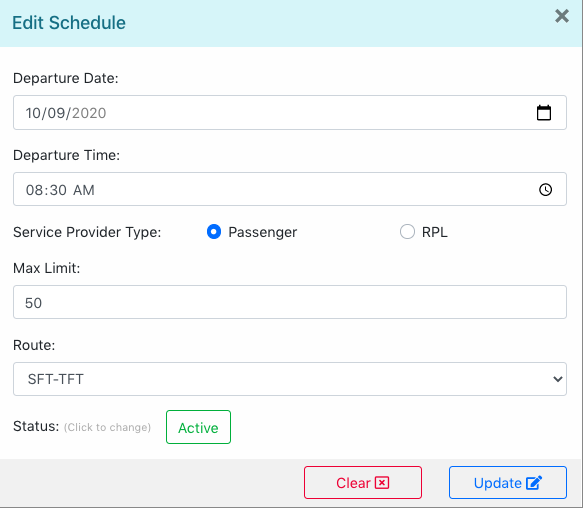 Edit Schedule
Departure Date:
10/09/2020
Departure Time:
08:30 AM
Service Provider Type: Passenger RPL
Max Limit:
50
Route:
SFT-TFT
Status: (Click to change) Active
Clear Update